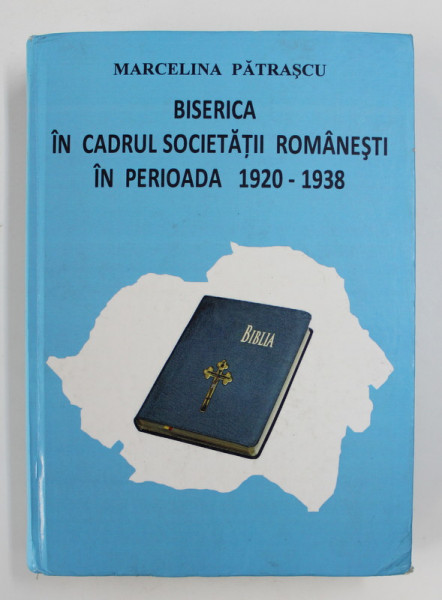 MARCELINA PĂTRAŞCU
BISERICA
ÎN CADRUL SOCIETĂŢII ROMÂNEŞTI
ÎN PERIOADA 1920 - 1938
BIBLIA